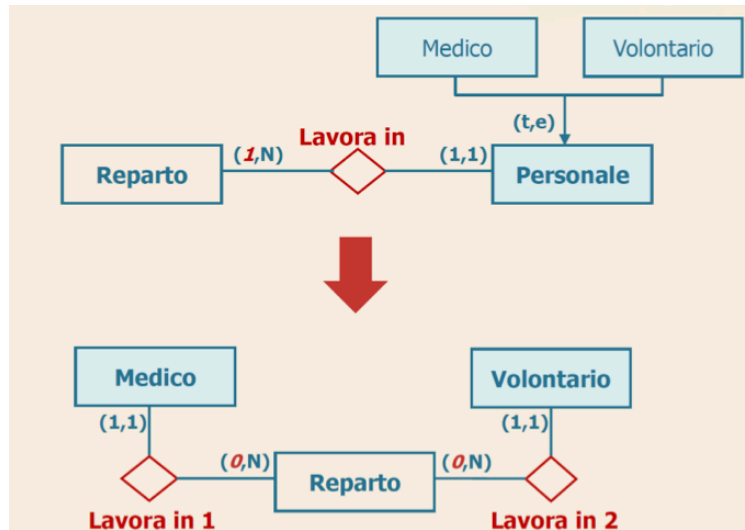 Medico
Volontario
(t,e)
Lavora in
(1,N)
(1,1)
Reparto
Personale
Medico
Volontario
(1,1)
(1,1)
(0,N)
(0,N)
Reparto
Lavora in 1
Lavora in 2